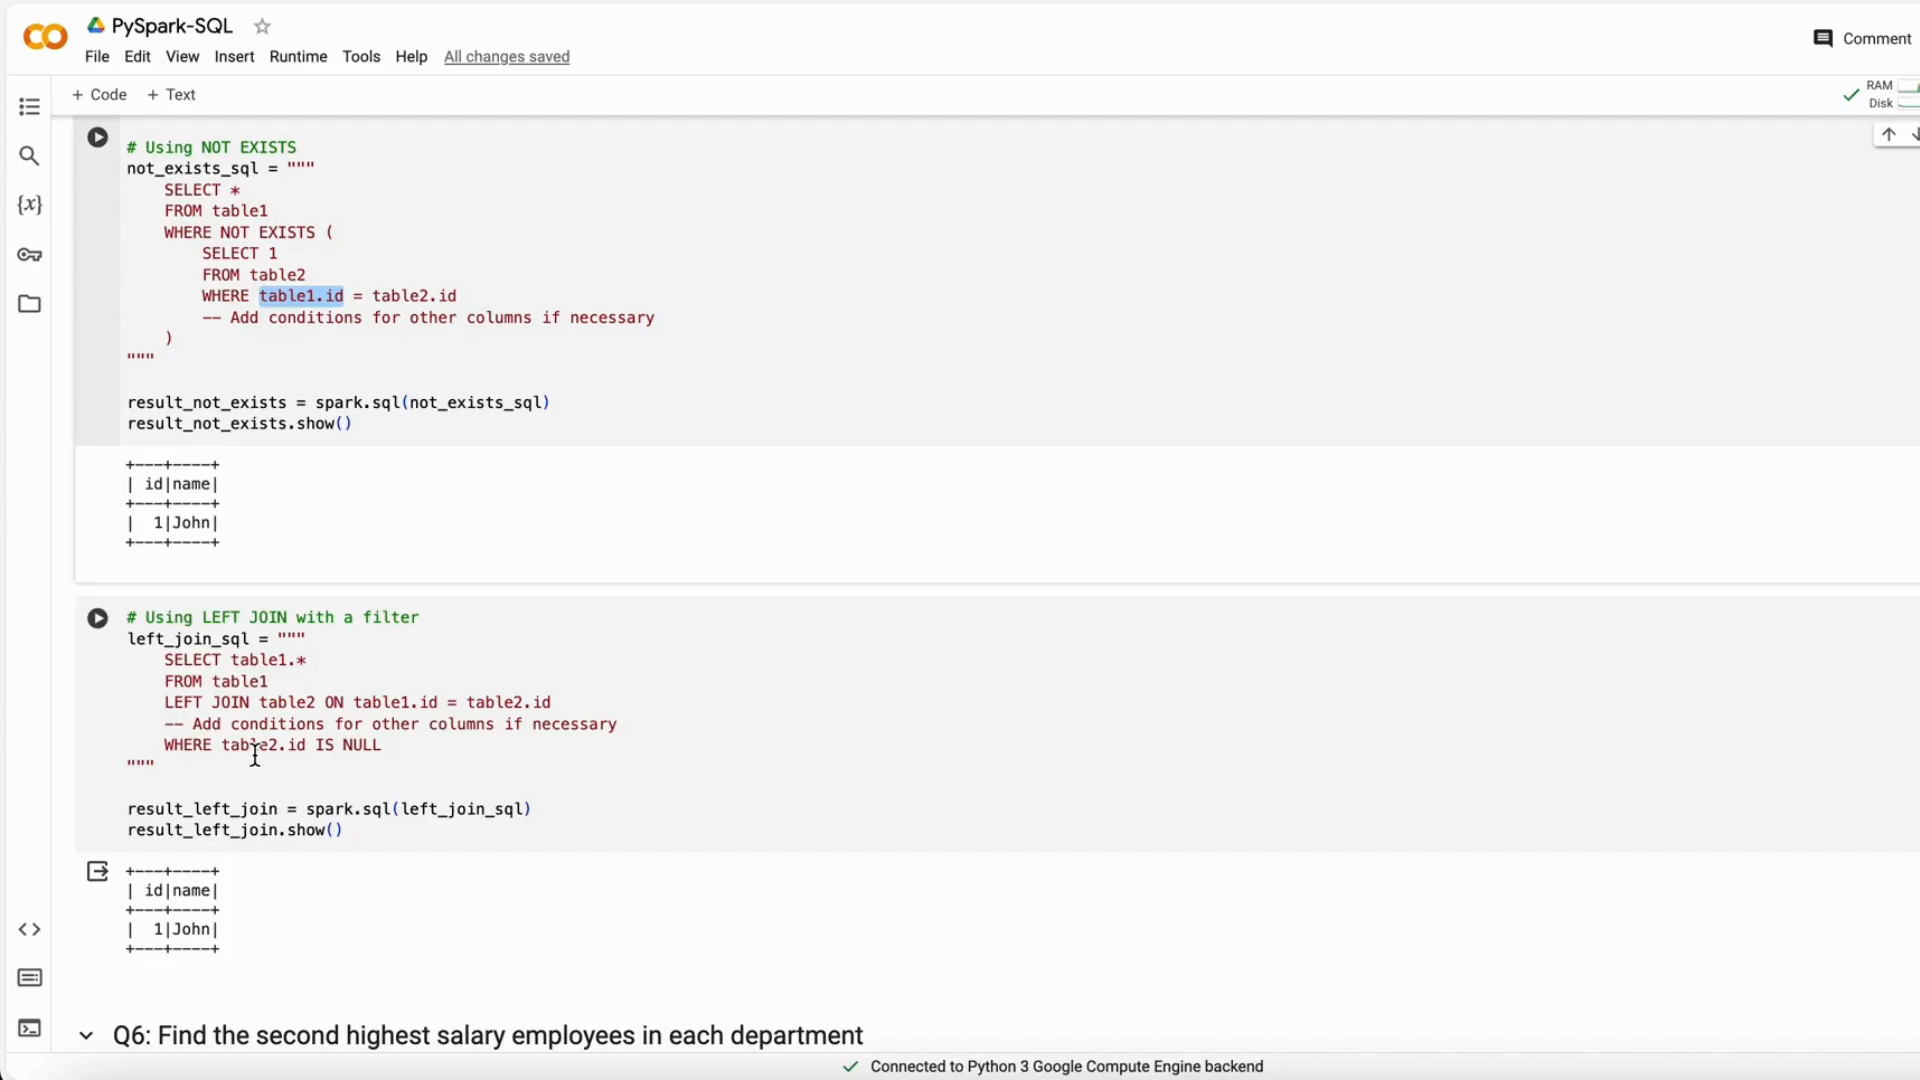 PySpark-SQL
File Edit View Insert Runtime Tools Help All changes saved
Comment
+ Code + Text
RAM
Disk
# Using NOT EXISTS
not_exists_sql = """
SELECT *
FROM table1
WHERE NOT EXISTS (
SELECT 1
FROM table2
WHERE table1.id = table2.id
-- Add conditions for other columns if necessary
)
"""
result_not_exists = spark.sql(not_exists_sql)
result_not_exists.show()
+---+----+
| id|name|
+---+----+
|  1|John|
+---+----+
# Using LEFT JOIN with a filter
left_join_sql = """
SELECT table1.*
FROM table1
LEFT JOIN table2 ON table1.id = table2.id
-- Add conditions for other columns if necessary
WHERE table2.id IS NULL
"""
result_left_join = spark.sql(left_join_sql)
result_left_join.show()
+---+----+
| id|name|
+---+----+
|  1|John|
+---+----+
Q6: Find the second highest salary employees in each department
Connected to Python 3 Google Compute Engine backend